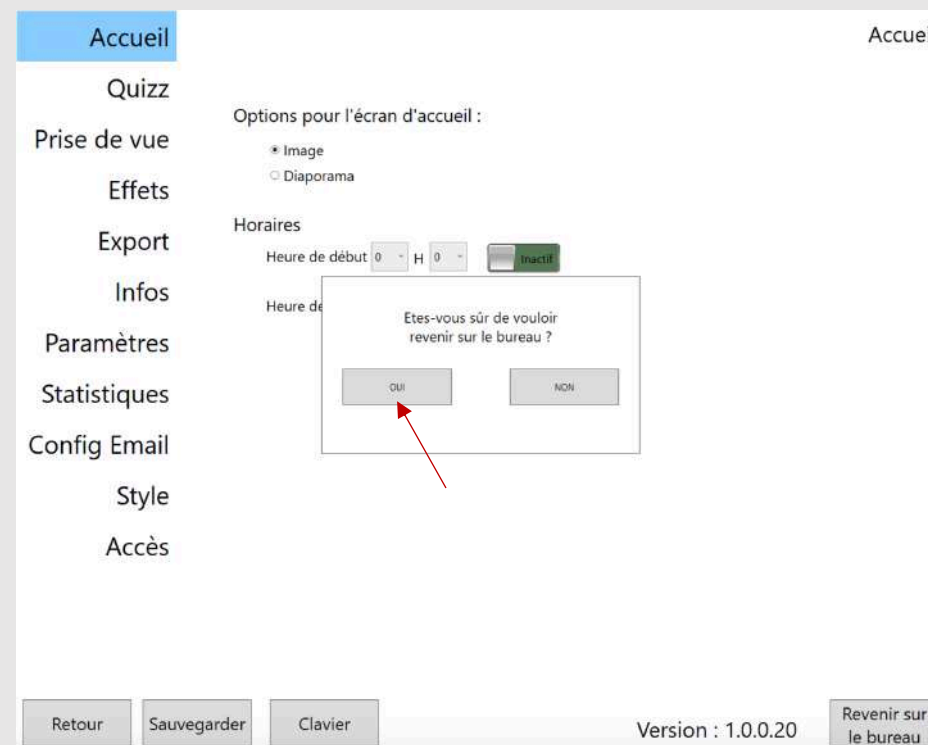 Accueil
Quizz
Prise de vue
Effets
Export
Infos
Paramètres
Statistiques
Config Email
Style
Accès
Options pour l'écran d'accueil :
Image
Diaporama
Horaires
Heure de début 0 H 0 Inactif
Heure de
Etes-vous sûr de vouloir
revenir sur le bureau ?
OUI NON
Retour Sauvegarder Clavier Version : 1.0.0.20 Revenir sur
le bureau